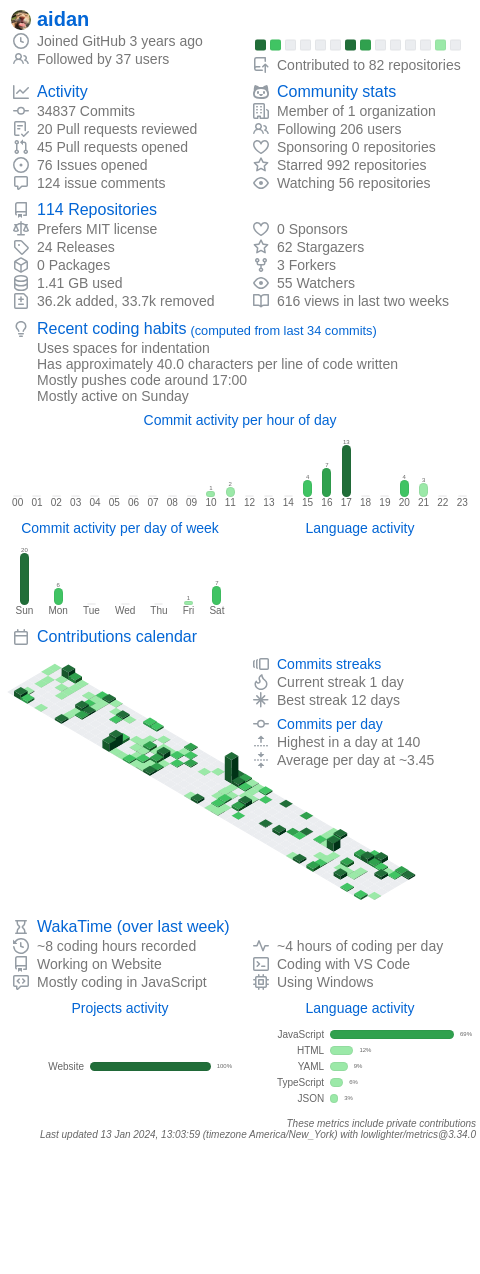 aidan
Joined GitHub 3 years ago
Followed by 37 users
Contributed to 82 repositories
Activity
34837 Commits
20 Pull requests reviewed
45 Pull requests opened
76 Issues opened
124 issue comments
Community stats
Member of 1 organization
Following 206 users
Sponsoring 0 repositories
Starred 992 repositories
Watching 56 repositories
114 Repositories
Prefers MIT license
24 Releases
0 Packages
1.41 GB used
36.2k added, 33.7k removed
0 Sponsors
62 Stargazers
3 Forkers
55 Watchers
616 views in last two weeks
Recent coding habits (computed from last 34 commits)
Uses spaces for indentation
Has approximately 40.0 characters per line of code written
Mostly pushes code around 17:00
Mostly active on Sunday
Commit activity per hour of day
1 2 4 7 13 4 3
00 01 02 03 04 05 06 07 08 09 10 11 12 13 14 15 16 17 18 19 20 21 22 23
Commit activity per day of week
20 6 1 7
Sun Mon Tue Wed Thu Fri Sat
Language activity
Contributions calendar
Commits streaks
Current streak 1 day
Best streak 12 days
Commits per day
Highest in a day at 140
Average per day at ~3.45
WakaTime (over last week)
~8 coding hours recorded
Working on Website
Mostly coding in JavaScript
~4 hours of coding per day
Coding with VS Code
Using Windows
Projects activity
Website 100%
Language activity
JavaScript 69%
HTML 12%
YAML 9%
TypeScript 6%
JSON 3%
These metrics include private contributions
Last updated 13 Jan 2024, 13:03:59 (timezone America/New_York) with lowlighter/metrics@3.34.0